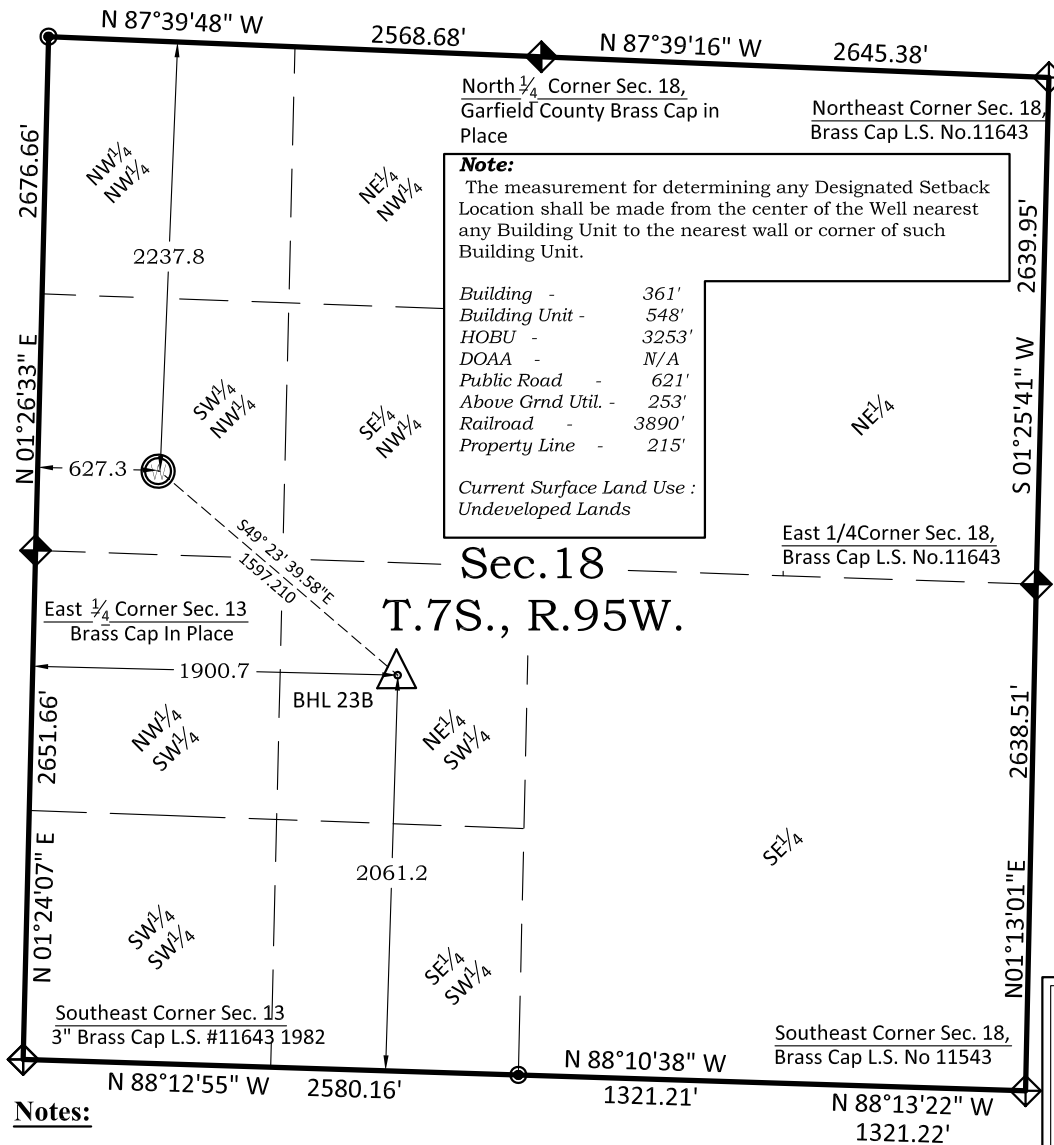 N 87°39'48" W
2568.68'
N 87°39'16" W
2645.38'
North 1/4 Corner Sec. 18,
Garfield County Brass Cap in
Place
Northeast Corner Sec. 18,
Brass Cap L.S. No.11643
2676.66'
NW1/4
NW1/4
NE1/4
NW1/4
2237.8
Note:
The measurement for determining any Designated Setback
Location shall be made from the center of the Well nearest
any Building Unit to the nearest wall or corner of such
Building Unit.
Building - 361'
Building Unit - 548'
HOBU - 3253'
DOAA - N/A
Public Road - 621'
Above Grnd Util. - 253'
Railroad - 3890'
Property Line - 215'
Current Surface Land Use :
Undeveloped Lands
2639.95'
N 01°26'33" E
SW1/4
NW1/4
SE1/4
NW1/4
NE1/4
S 01°25'41" W
627.3
S49° 23' 39.58"E
1597.210
East 1/4Corner Sec. 18,
Brass Cap L.S. No.11643
Sec.18
T.7S., R.95W.
East 1/4 Corner Sec. 13
Brass Cap In Place
1900.7
BHL 23B
2651.66'
NW1/4
SW1/4
NE1/4
SW1/4
2638.51'
N 01°24'07" E
2061.2
SE1/4
SW1/4
SW1/4
SE1/4
SW1/4
N01°13'01"E
Southeast Corner Sec. 13
3" Brass Cap L.S. #11643 1982
Southeast Corner Sec. 18,
Brass Cap L.S. No 11543
N 88°12'55" W
2580.16'
N 88°10'38" W
1321.21'
N 88°13'22" W
1321.22'
Notes: